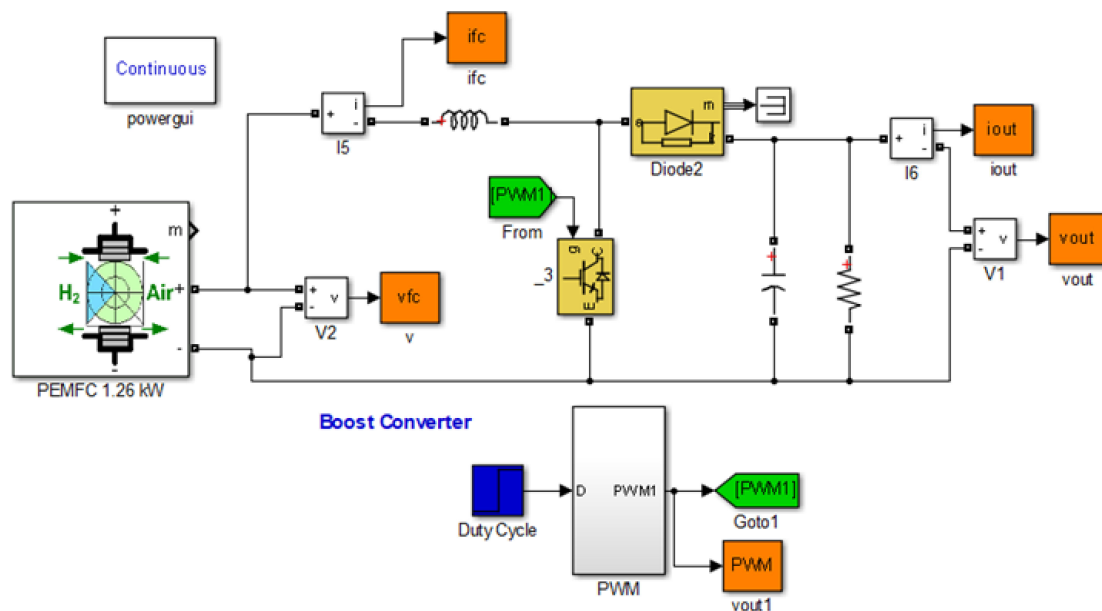 ifc
ifc
Continuous
powergui
+
i
-
I5
+
m
Diode2
+
i
-
I6
iout
iout
[PWM1]
From
g
C
E
_3
+
m
H2
Air
+
-
-
PEMFC 1.26 kW
+
-
v
V2
vfc
v
+
+
+
-
v
V1
vout
vout
Boost Converter
Duty Cycle
D
PWM1
PWM
[PWM1]
Goto1
PWM
vout1